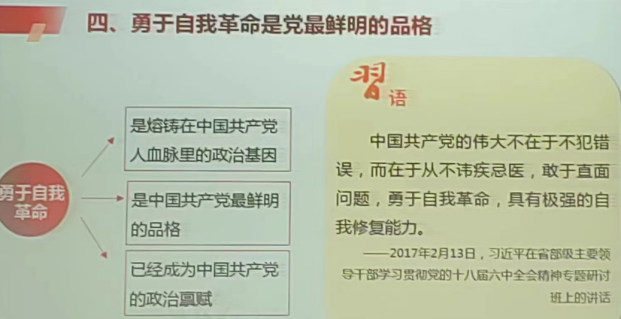 四、勇于自我革命是党最鲜明的品格
習语
是熔铸在中国共产党
人血脉里的政治基因
勇于自我
革命
是中国共产党最鲜明
的品格
已经成为中国共产党
的政治禀赋
中国共产党的伟大不在于不犯错
误，而在于从不讳疾忌医，敢于直面
问题，勇于自我革命，具有极强的自
我修复能力。
——2017年2月13日，习近平在省部级主要领
导干部学习贯彻党的十八届六中全会精神专题研讨
班上的讲话